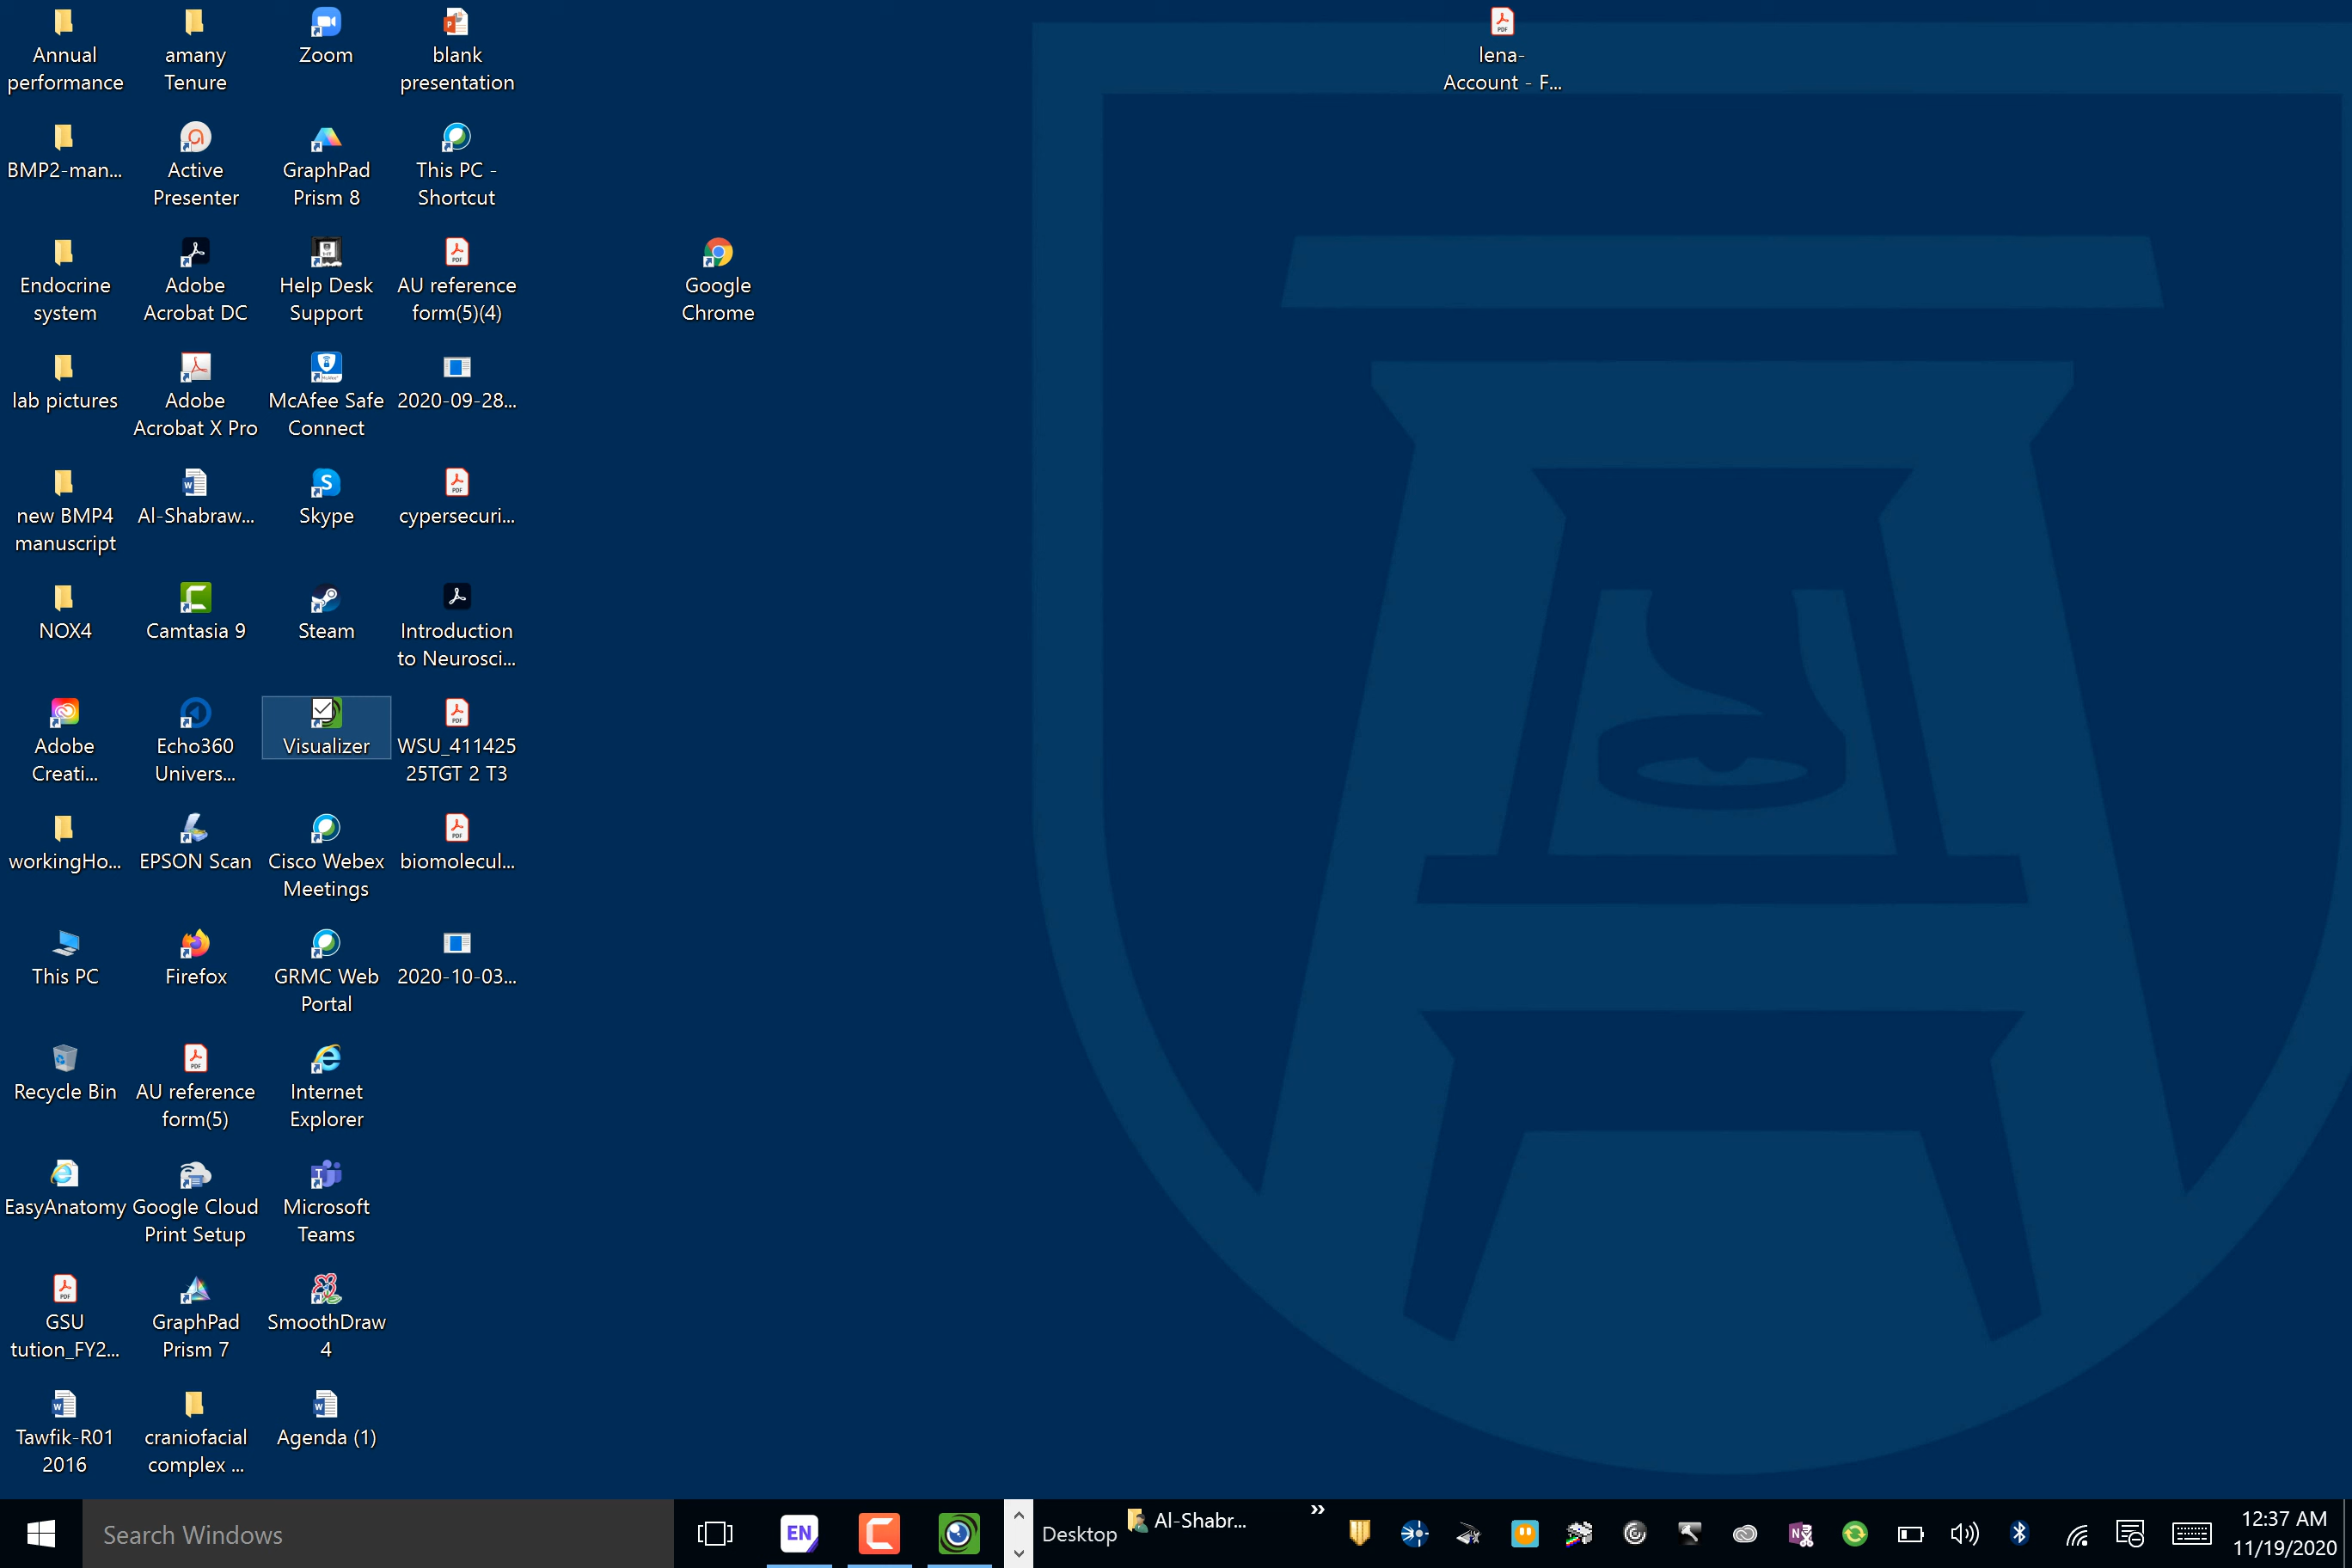 Annual
performance
amany
Tenure
Zoom
blank
presentation
lena-
Account - F...
BMP2-man...
Active
Presenter
GraphPad
Prism 8
This PC -
Shortcut
Endocrine
system
Adobe
Acrobat DC
Help Desk
Support
AU reference
form(5)(4)
Google
Chrome
lab pictures
Adobe
Acrobat X Pro
McAfee Safe
Connect
2020-09-28...
new BMP4
manuscript
Al-Shabraw...
Skype
cypersecuri...
NOX4
Camtasia 9
Steam
Introduction
to Neurosci...
Adobe
Creati...
Echo360
Univers...
Visualizer
WSU_411425
25TGT 2 T3
workingHo...
EPSON Scan
Cisco Webex
Meetings
biomolecul...
This PC
Firefox
GRMC Web
Portal
2020-10-03...
Recycle Bin
AU reference
form(5)
Internet
Explorer
EasyAnatomy
Google Cloud
Print Setup
Microsoft
Teams
GSU
tution_FY2...
GraphPad
Prism 7
SmoothDraw
4
Tawfik-R01
2016
craniofacial
complex ...
Agenda (1)
Search Windows
EN
Desktop
Al-Shabr...
12:37 AM
11/19/2020